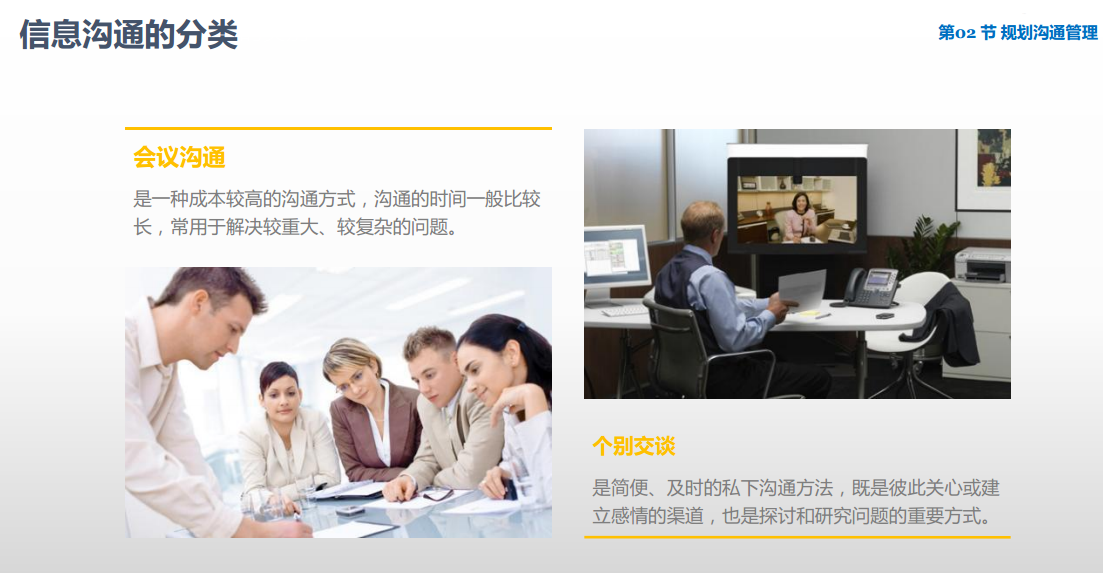 信息沟通的分类
第02 节 规划沟通管理
会议沟通
是一种成本较高的沟通方式，沟通的时间一般比较
长，常用于解决较重大、较复杂的问题。
个别交谈
是简便、及时的私下沟通方法，既是彼此关心或建
立感情的渠道，也是探讨和研究问题的重要方式。